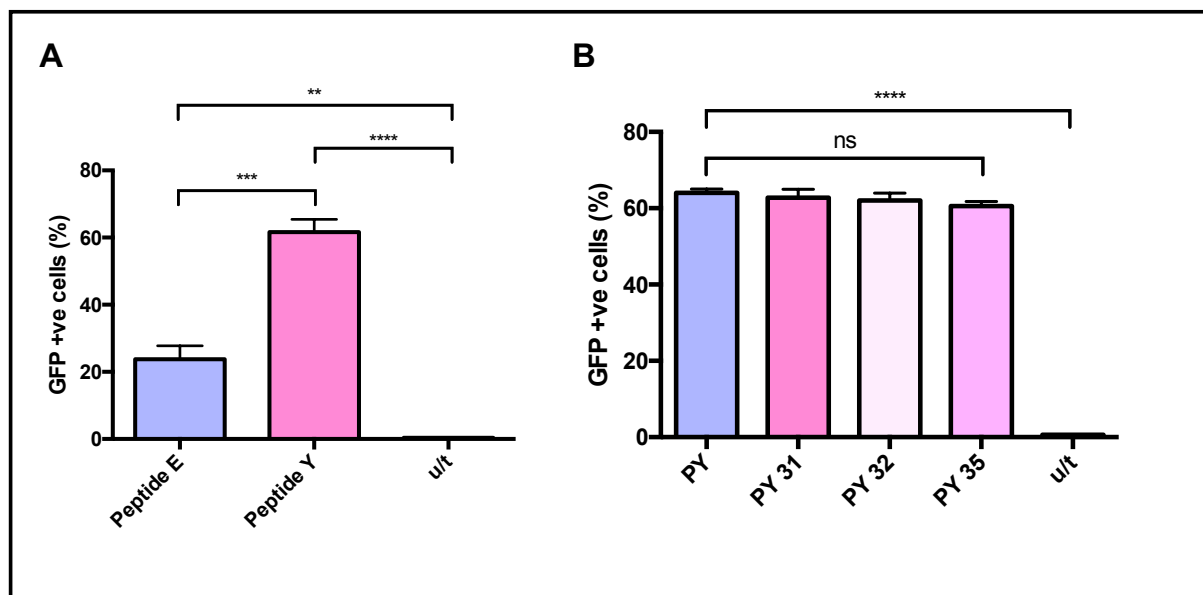 A
**
****
***
GFP +ve cells (%)
80
60
40
20
0
Peptide E
Peptide Y
u/t
B
****
ns
GFP +ve cells (%)
80
60
40
20
0
PY
PY 31
PY 32
PY 35
u/t